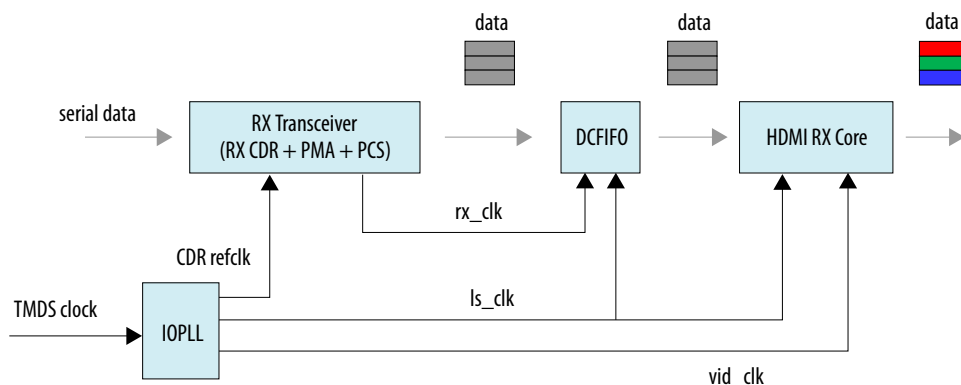 data
data
data
serial data
RX Transceiver
(RX CDR + PMA + PCS)
DCFIFO
HDMI RX Core
rx_clk
CDR refclk
TMDS clock
IOPLL
ls_clk
vid_clk